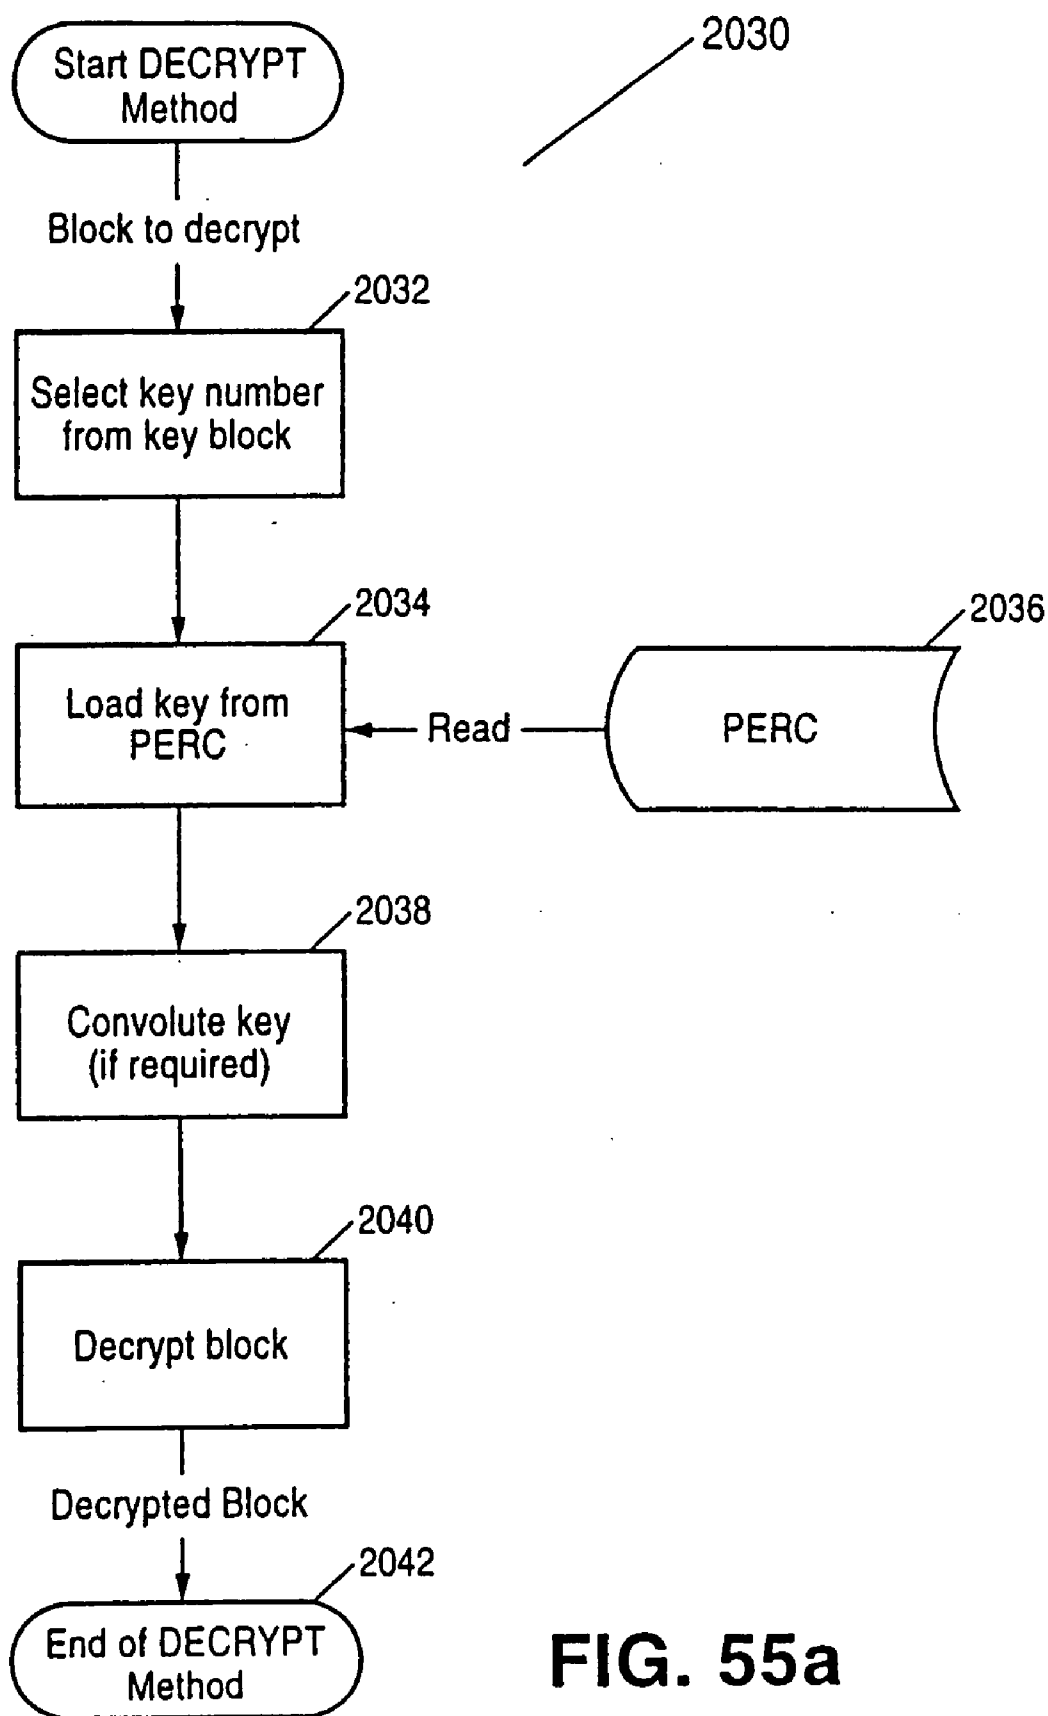 2030
Start DECRYPT
Method
Block to decrypt
2032
Select key number
from key block
2034
Load key from
PERC
Read
2036
PERC
2038
Convolute key
(if required)
2040
Decrypt block
Decrypted Block
2042
End of DECRYPT
Method
FIG. 55a